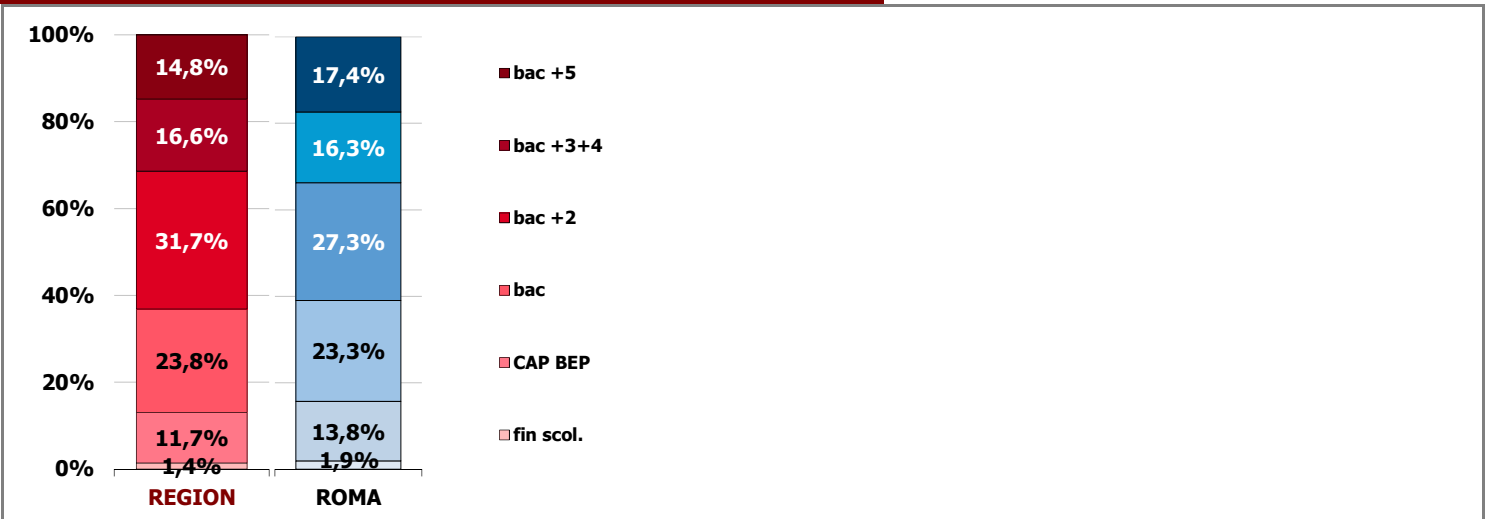 100%
80%
60%
40%
20%
0%
14,8%
16,6%
31,7%
23,8%
11,7%
1,4%
REGION
17,4%
16,3%
27,3%
23,3%
13,8%
1,9%
ROMA
bac +5
bac +3+4
bac +2
bac
CAP BEP
fin scol.